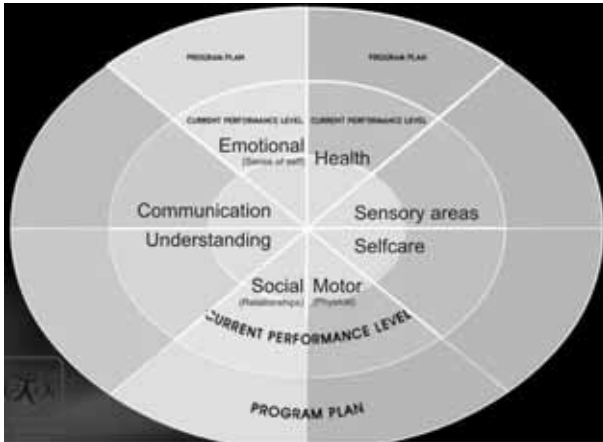 PROGRAM PLAN
PROGRAM PLAN
CURRENT PERFORMANCE LEVEL
CURRENT PERFORMANCE LEVEL
Emotional
(Sense of self)
Health
Communication
Sensory areas
Understanding
Selfcare
Social
(Relationships)
Motor
(Physical)
CURRENT PERFORMANCE LEVEL
PROGRAM PLAN